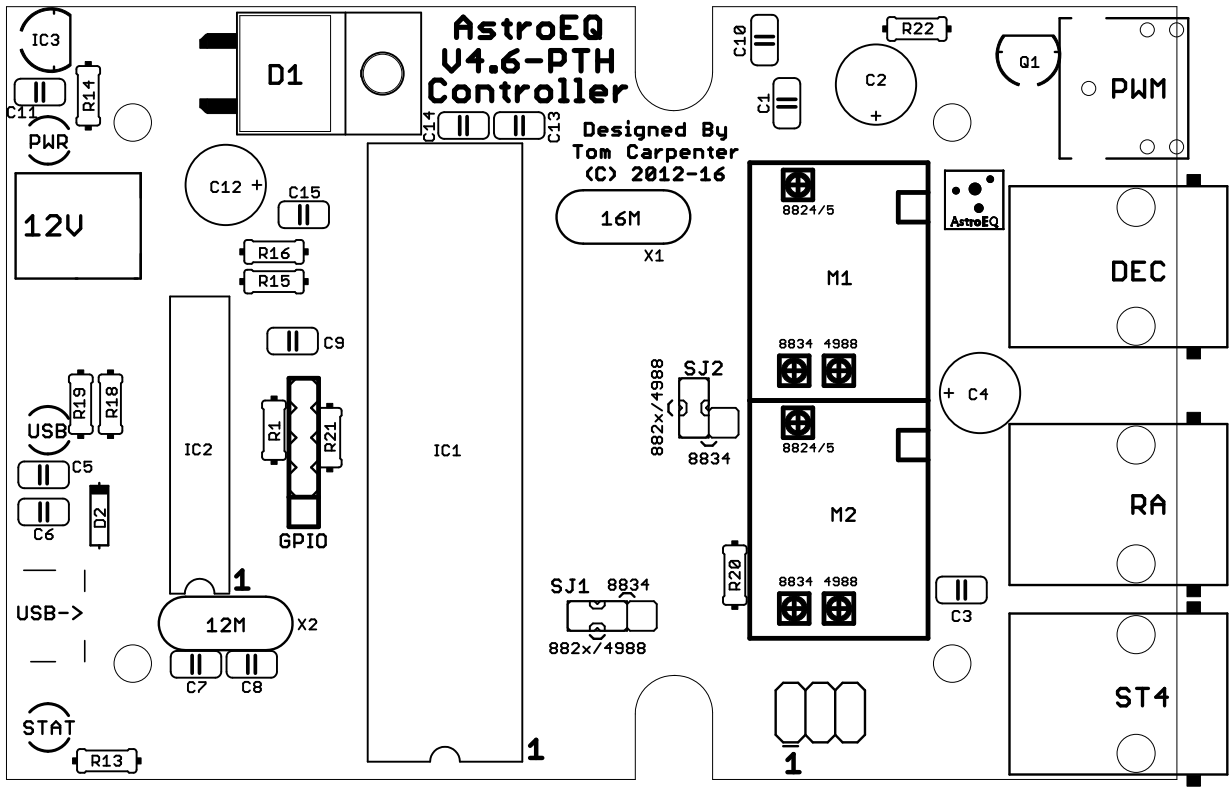 IC3
AstroEQ
V4.6-PTH
Controller
C10
R22
Q1
C2
+
PWM
D1
C11
R14
C1
C14
C13
Designed By
Tom Carpenter
(C) 2012-16
PWR
12V
C12 +
C15
16M
X1
8824/5
AstroEQ
R16
R15
M1
DEC
C9
8834 4988
R19
R18
USB
R1
R21
SJ2
882x/4988
8834
+ C4
8824/5
IC2
IC1
C5
C6
D2
GPIO
M2
RA
1
R20
SJ1
8834
882x/4988
8834 4988
C3
USB->
12M
X2
C7
C8
ST4
STAT
R13
1
1